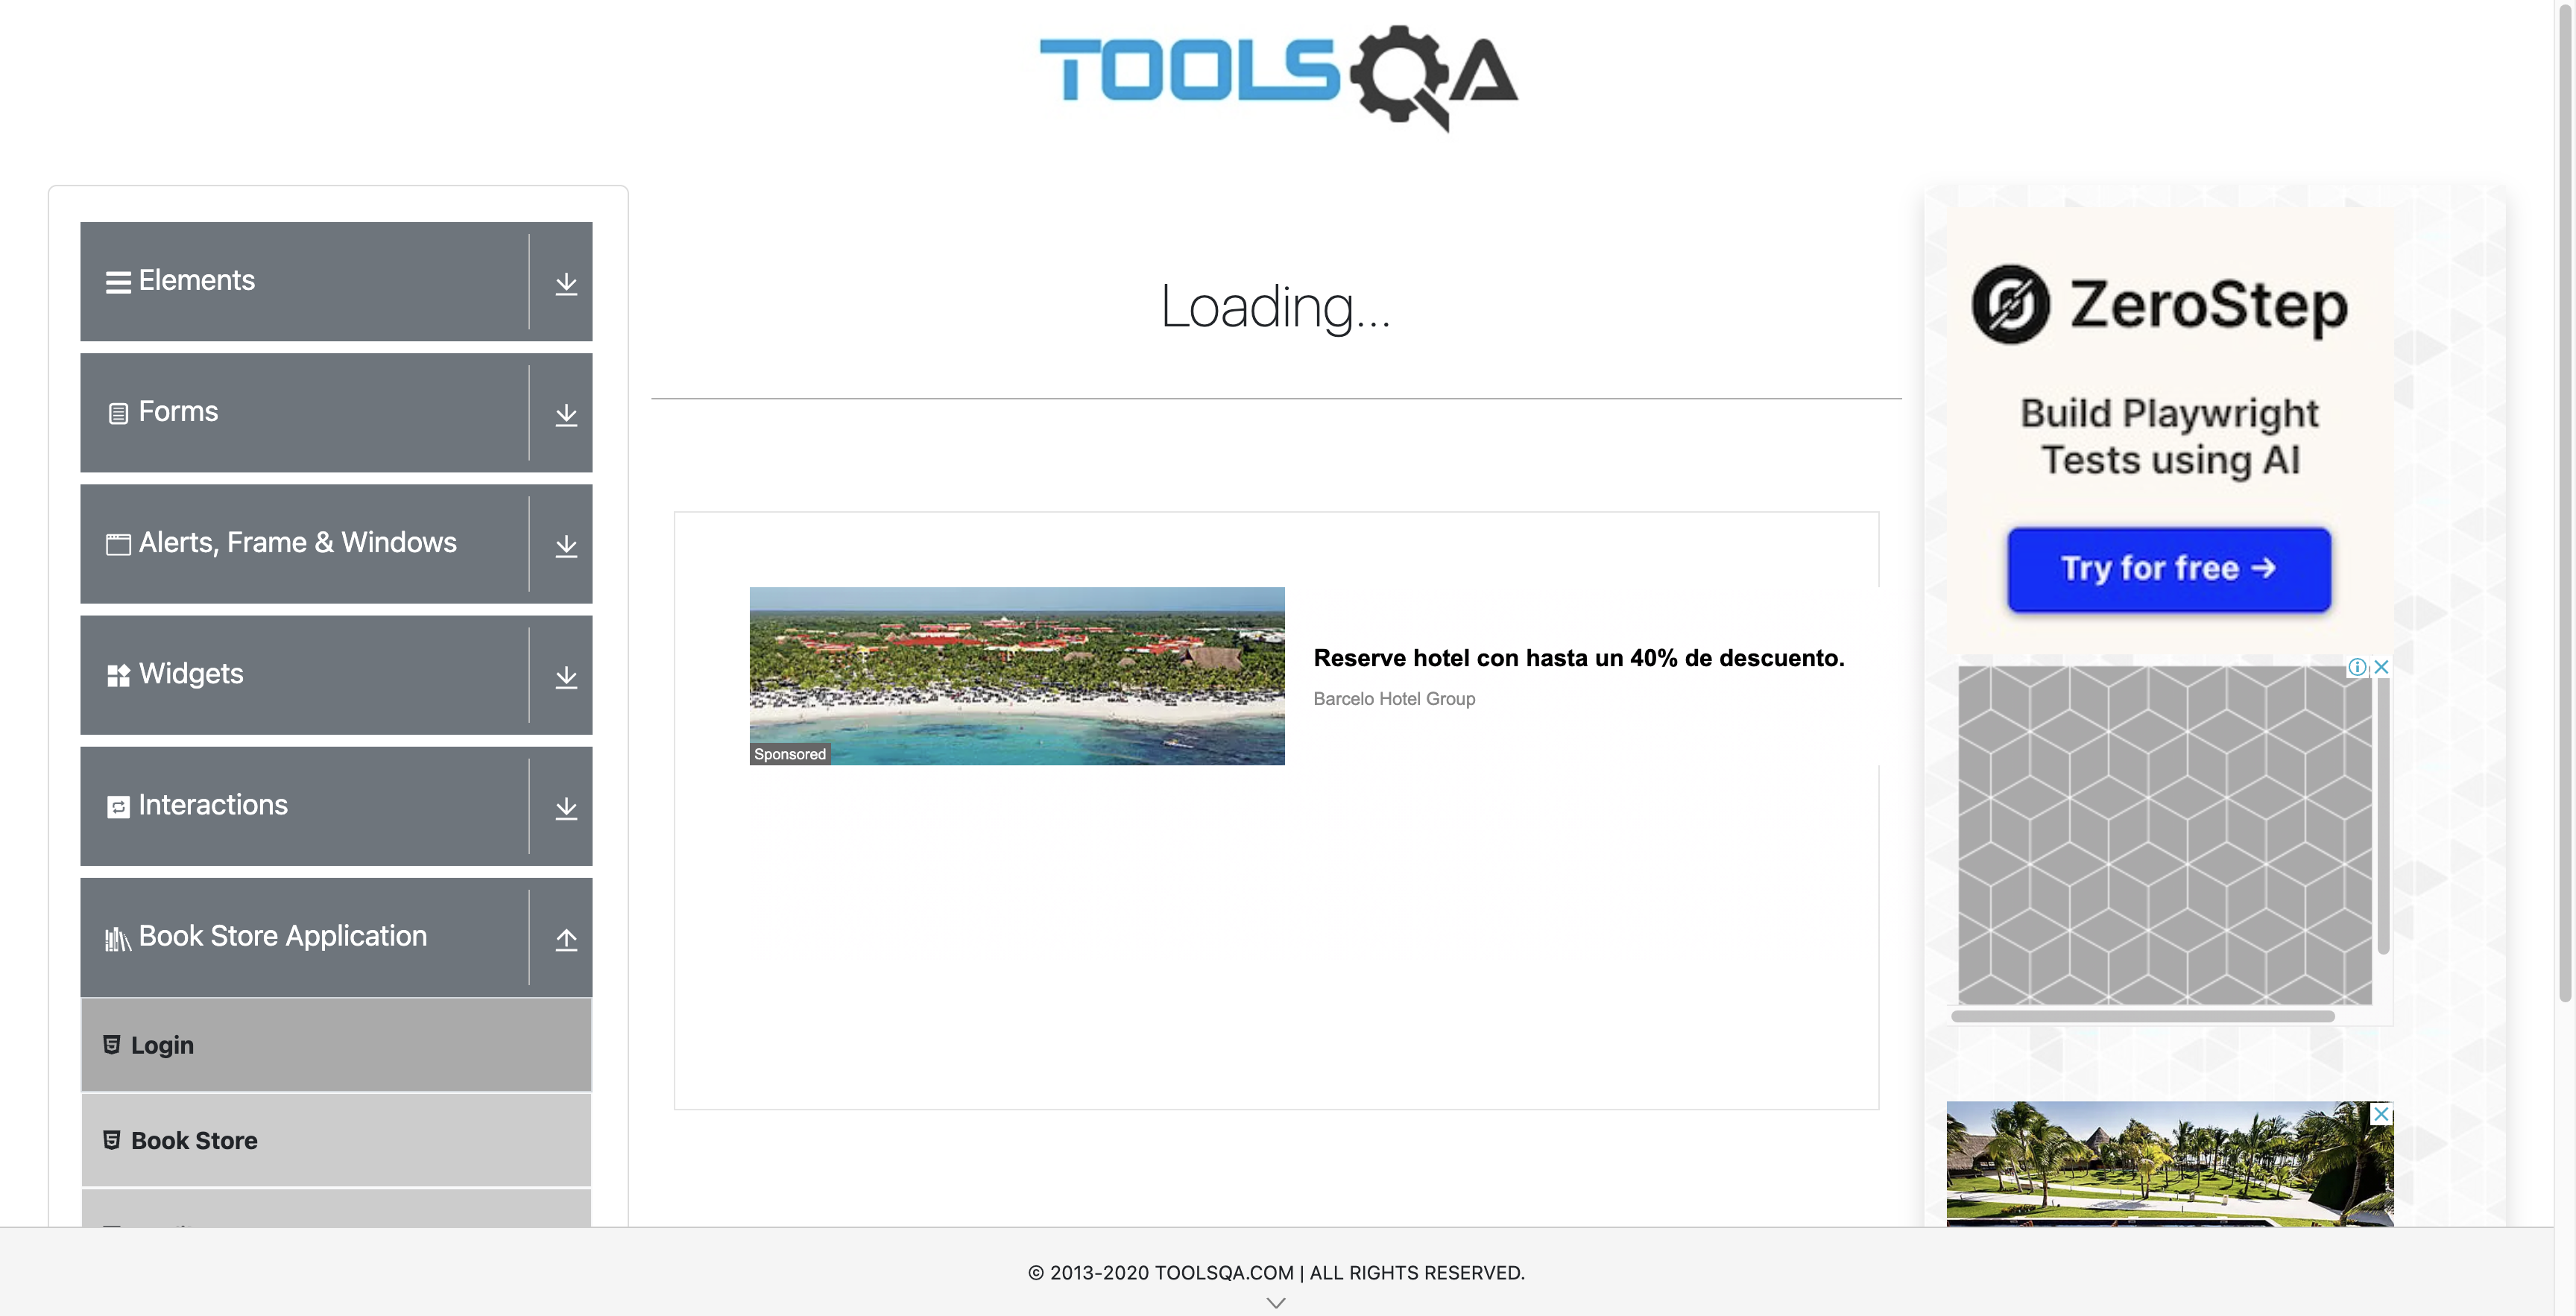 TOOLSQA
Elements
Forms
Alerts, Frame & Windows
Widgets
Interactions
Book Store Application
Login
Book Store
Loading...
Reserve hotel con hasta un 40% de descuento.
Barcelo Hotel Group
Sponsored
ZeroStep
Build Playwright
Tests using AI
Try for free →
© 2013-2020 TOOLSQA.COM | ALL RIGHTS RESERVED.